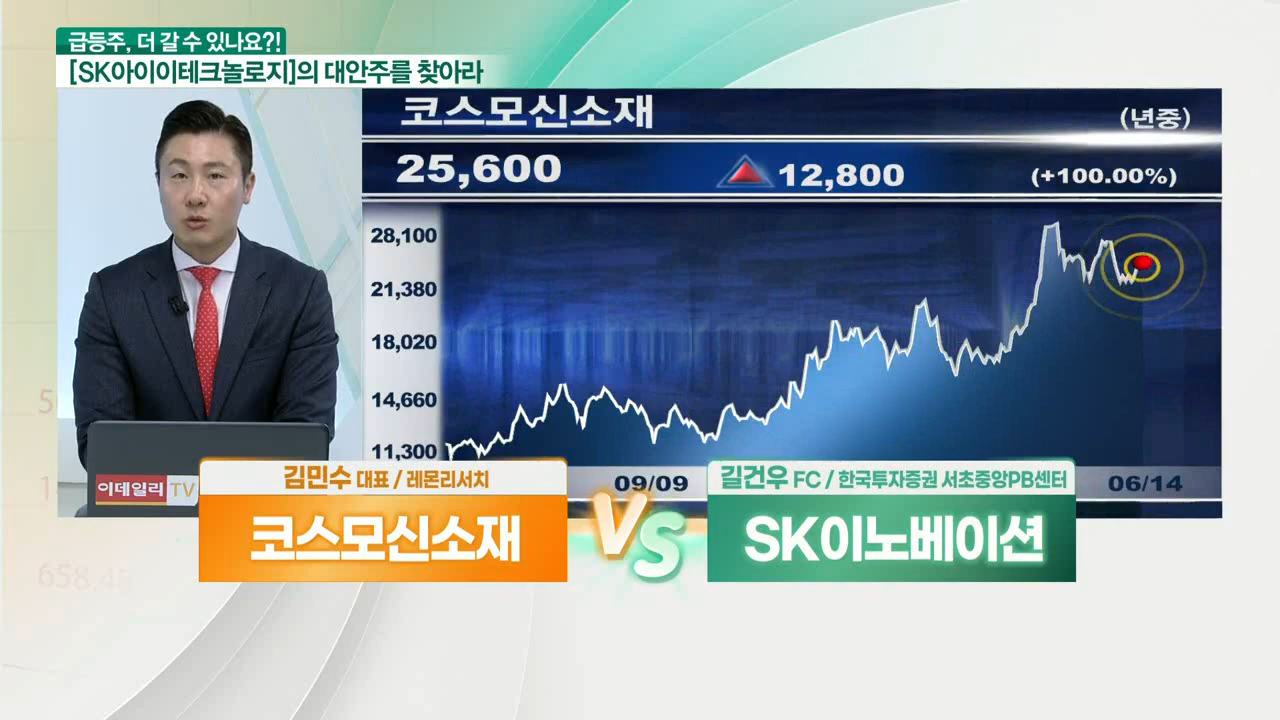 급등주, 더 갈 수 있나요?!
[SK아이이테크놀로지]의 대안주를 찾아라
코스모신소재
(년중)
25,600
12,800
(+100.00%)
28,100
21,380
18,020
14,660
11,300
09/09
06/14
이데일리 TV
김민수 대표 / 레몬리서치
코스모신소재
VS
길건우 FC / 한국투자증권 서초중앙PB센터
SK이노베이션